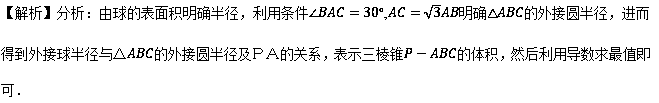 【解析】分析：由球的表面积明确半径，利用条件∠BAC = 30°,AC = √3AB明确△ABC的外接圆半径，进而
得到外接球半径与△ABC的外接圆半径及ＰＡ的关系，表示三棱锥P − ABC的体积，然后利用导数求最值即
可．